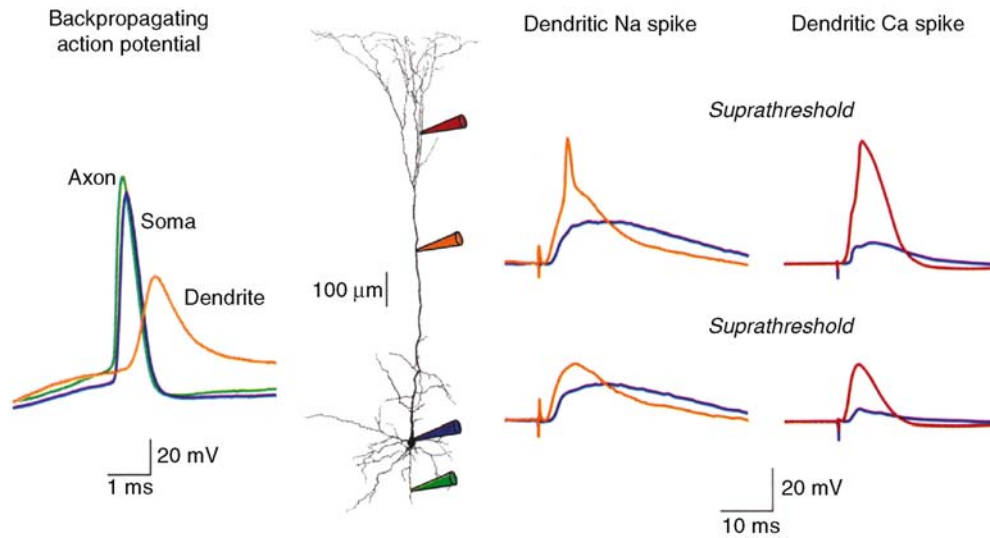 Backpropagating
action potential
Axon
Soma
Dendrite
20 mV
1 ms
100 μm
Dendritic Na spike
Dendritic Ca spike
Suprathreshold
Suprathreshold
20 mV
10 ms